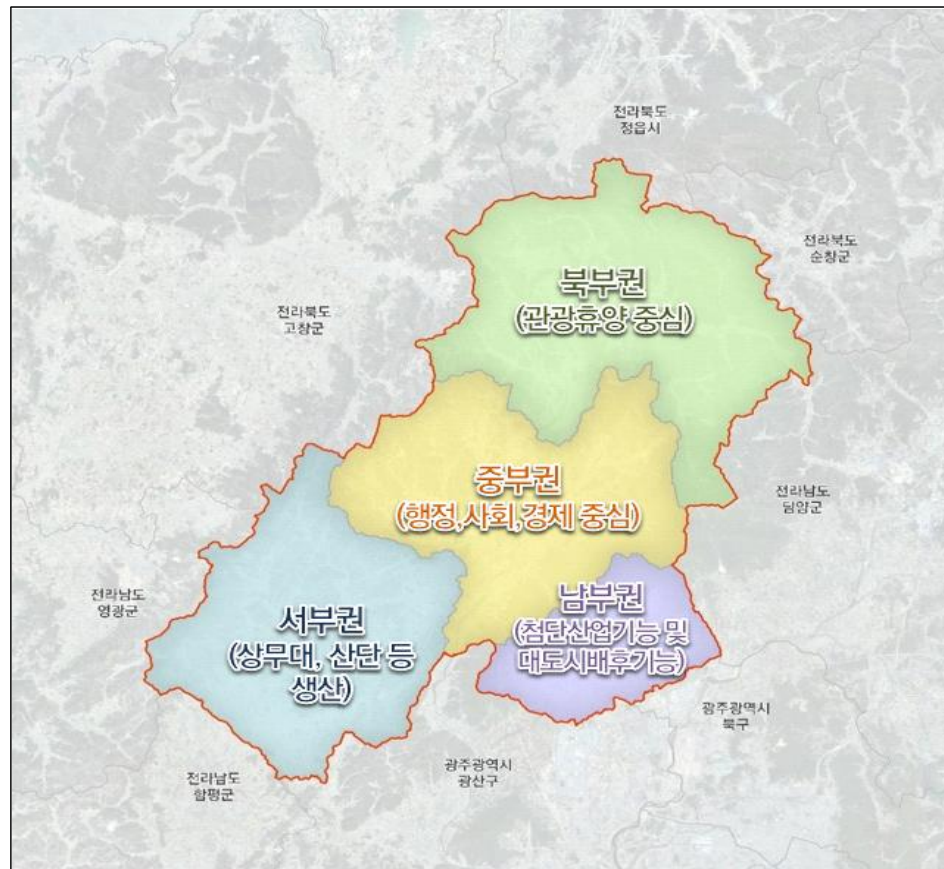 전라북도
정읍시
전라북도
순창군
북부권
(관광휴양 중심)
전라북도
고창군
중부권
(행정,사회,경제 중심)
전라남도
담양군
전라남도
영광군
서부권
(상무대, 산단 등
생산)
남부권
(첨단산업기능 및
대도시배후기능)
광주광역시
북구
광주광역시
광산구
전라남도
함평군